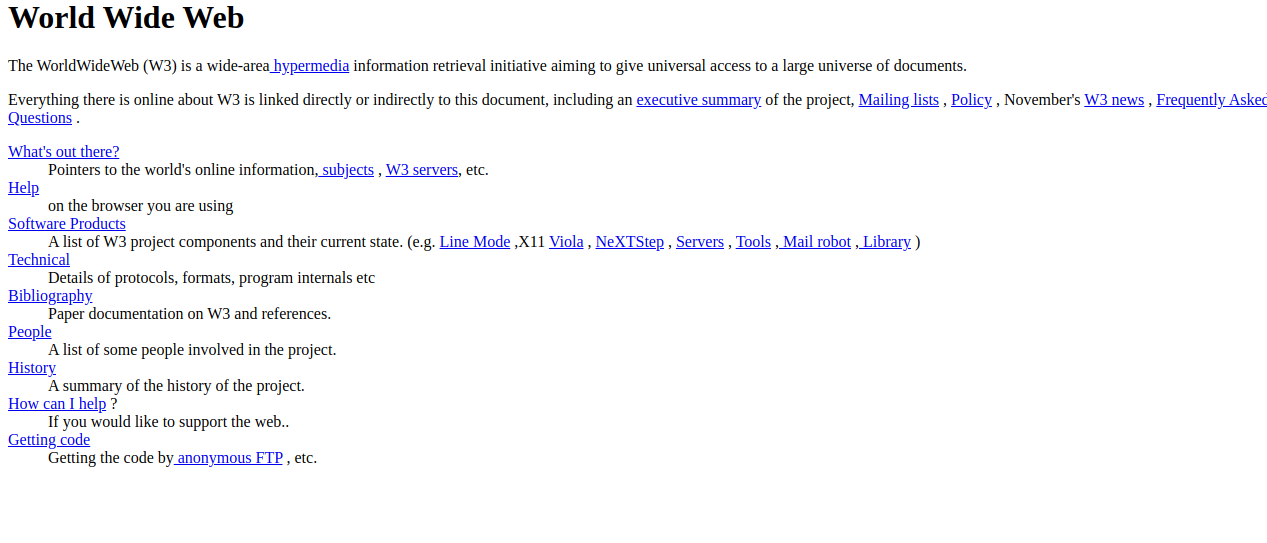 World Wide Web
The WorldWideWeb (W3) is a wide-area hypermedia information retrieval initiative aiming to give universal access to a large universe of documents.
Everything there is online about W3 is linked directly or indirectly to this document, including an executive summary of the project, Mailing lists , Policy , November's W3 news , Frequently Asked
Questions .
What's out there?
Pointers to the world's online information, subjects , W3 servers, etc.
Help
on the browser you are using
Software Products
A list of W3 project components and their current state. (e.g. Line Mode ,X11 Viola , NeXTStep , Servers , Tools , Mail robot , Library )
Technical
Details of protocols, formats, program internals etc
Bibliography
Paper documentation on W3 and references.
People
A list of some people involved in the project.
History
A summary of the history of the project.
How can I help ?
If you would like to support the web..
Getting code
Getting the code by anonymous FTP , etc.